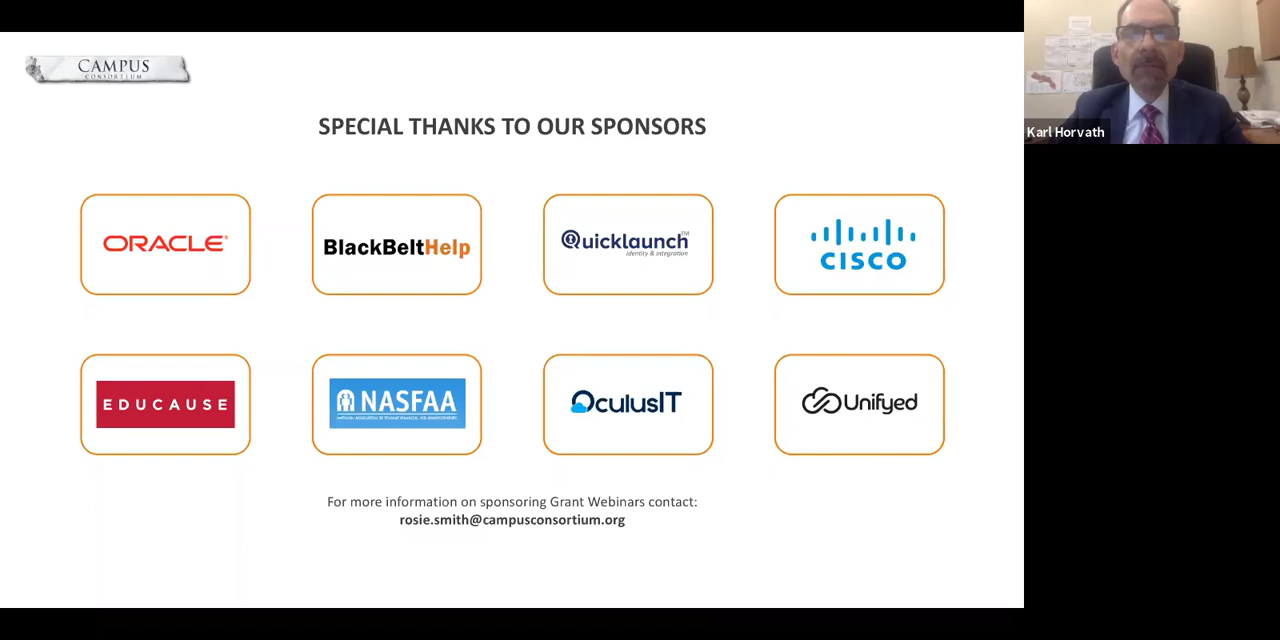 CAMPUS
CONSORTIUM
SPECIAL THANKS TO OUR SPONSORS
ORACLE®
BlackBeltHelp
Quicklaunch™
identity & integration
CISCO
EDUCAUSE
NASFAA
OculusIT
Unifyed
For more information on sponsoring Grant Webinars contact:
rosie.smith@campusconsortium.org
Karl Horvath